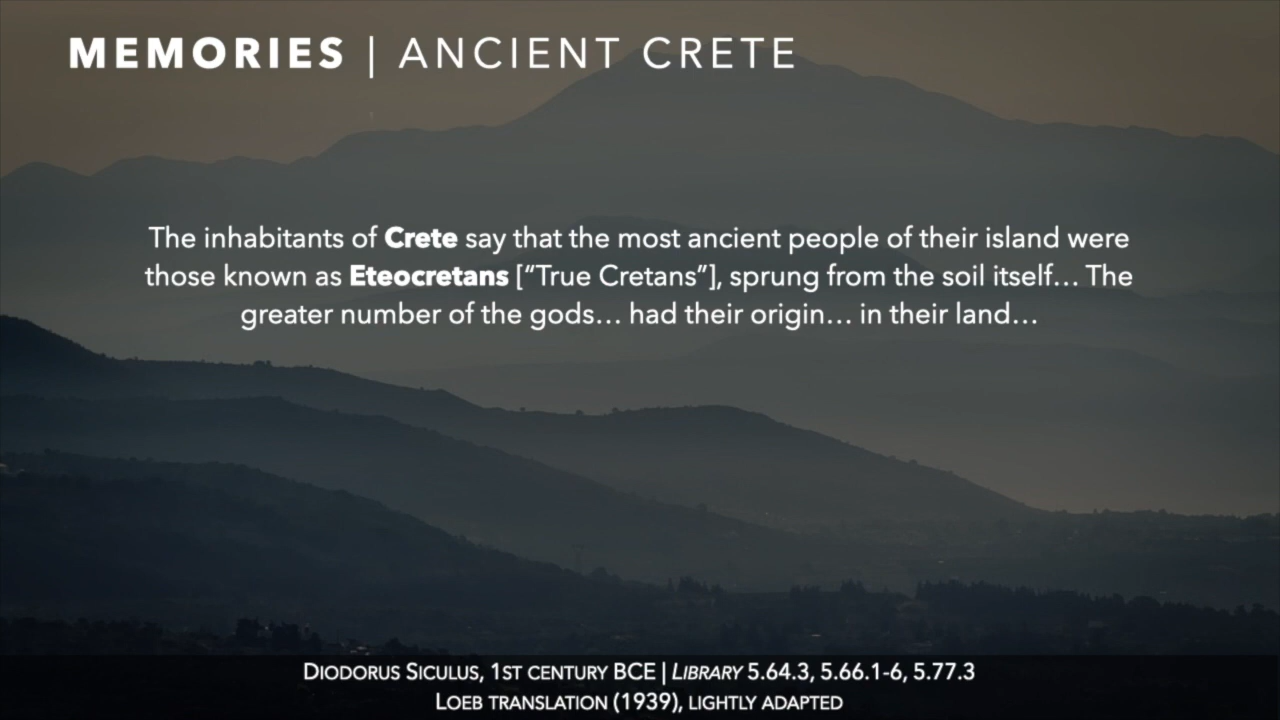 MEMORIES | ANCIENT CRETE
The inhabitants of Crete say that the most ancient people of their island were
those known as Eteocretans [“True Cretans”], sprung from the soil itself… The
greater number of the gods… had their origin… in their land…
DIODORUS SICULUS, 1ST CENTURY BCE | LIBRARY 5.64.3, 5.66.1-6, 5.77.3
LOEB TRANSLATION (1939), LIGHTLY ADAPTED